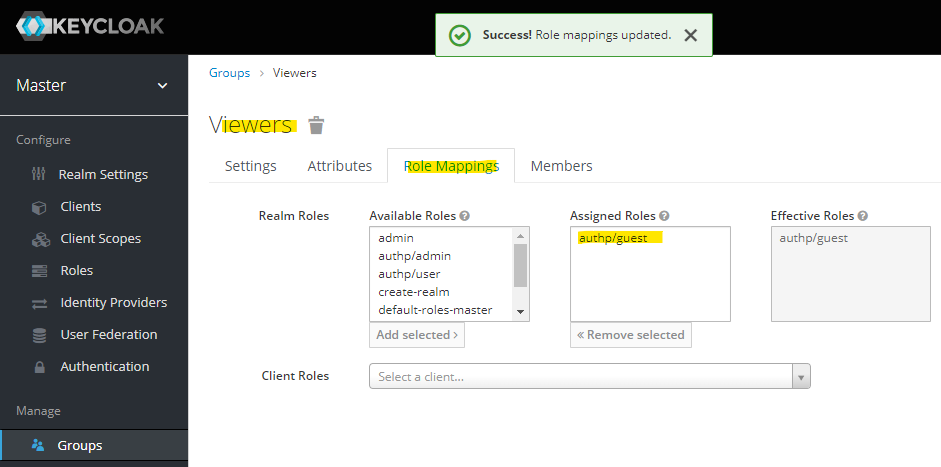 KEYCLOAK
Success! Role mappings updated.
Master
Groups > Viewers
Viewers
Configure
Settings Attributes Role Mappings Members
Realm Settings
Clients
Client Scopes
Roles
Identity Providers
User Federation
Authentication
Manage
Groups
Realm Roles
Available Roles
admin
authp/admin
authp/user
create-realm
default-roles-master
Add selected >
Assigned Roles
authp/guest
« Remove selected
Effective Roles
authp/guest
Client Roles
Select a client...